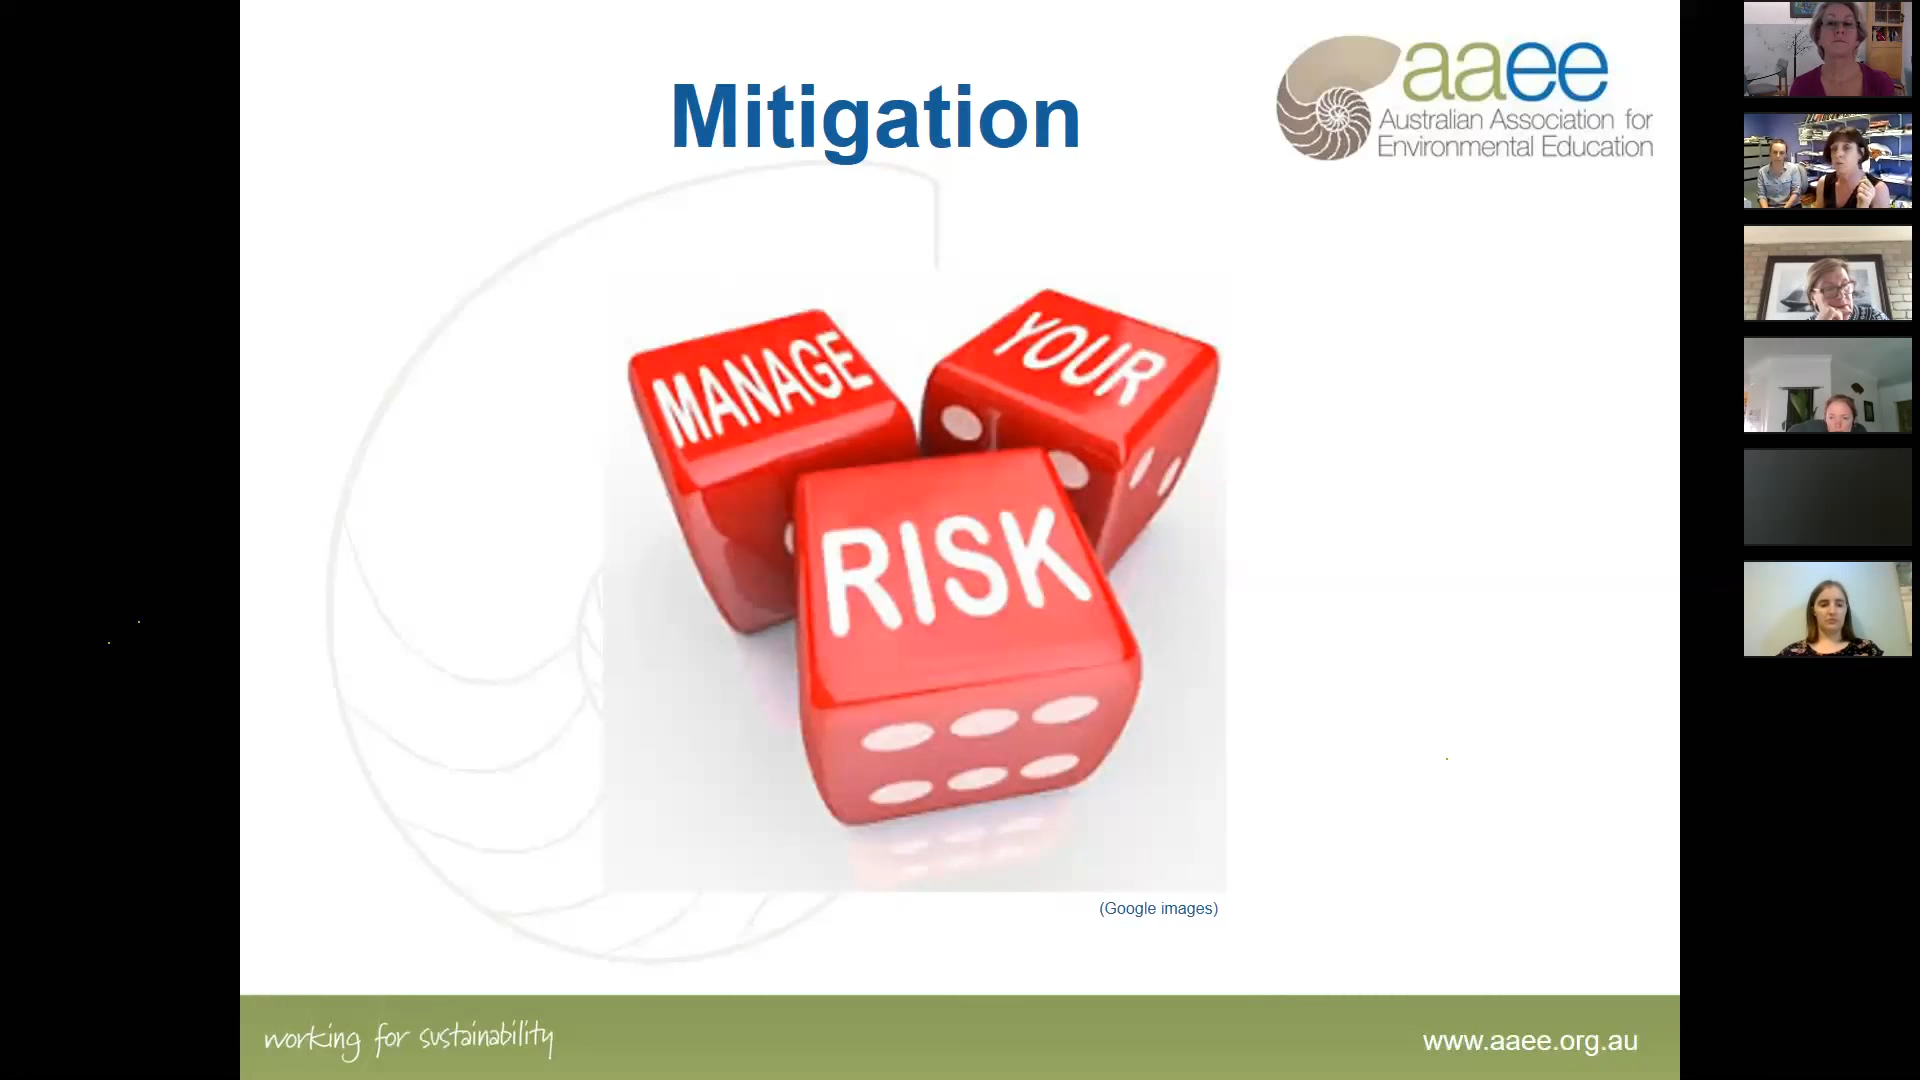 Mitigation
aaee
Australian Association for
Environmental Education
MANAGE
YOUR
RISK
(Google images)
working for sustainability
www.aaee.org.au